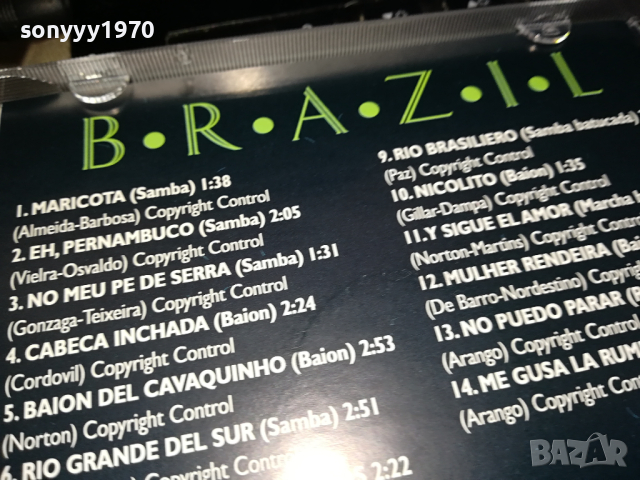 sonyyy1970
B•R•A•Z•I•L
1. MARICOTA (Samba) 1:38
(Almeida-Barbosa) Copyright Control
2. EH, PERNAMBUCO (Samba) 2:05
(Vielra-Osvaldo) Copyright Control
3. NO MEU PE DE SERRA (Samba) 1:31
(Gonzaga-Teixeira) Copyright Control
4. CABECA INCHADA (Baion) 2:24
(Cordovil) Copyright Control
5. BAION DEL CAVAQUINHO (Baion) 2:53
(Norton) Copyright Control
6. RIO GRANDE DEL SUR (Samba) 2:51
Copyright Control
2:22
9. RIO BRASILIERO (Samba batucada)
(Paz) Copyright Control
10. NICOLITO (Baion) 1:35
(Gillar-Dampa) Copyright Control
11. Y SIGUE EL AMOR (Marcha
(Norton-Martins) Copyright Control
12. MULHER RENDEIRA
(De Barro-Nordestino) Copyright
13. NO PUEDO PARAR
(Arango) Copyright Control
14. ME GUSA LA
(Arango) Copyright
BAZAR